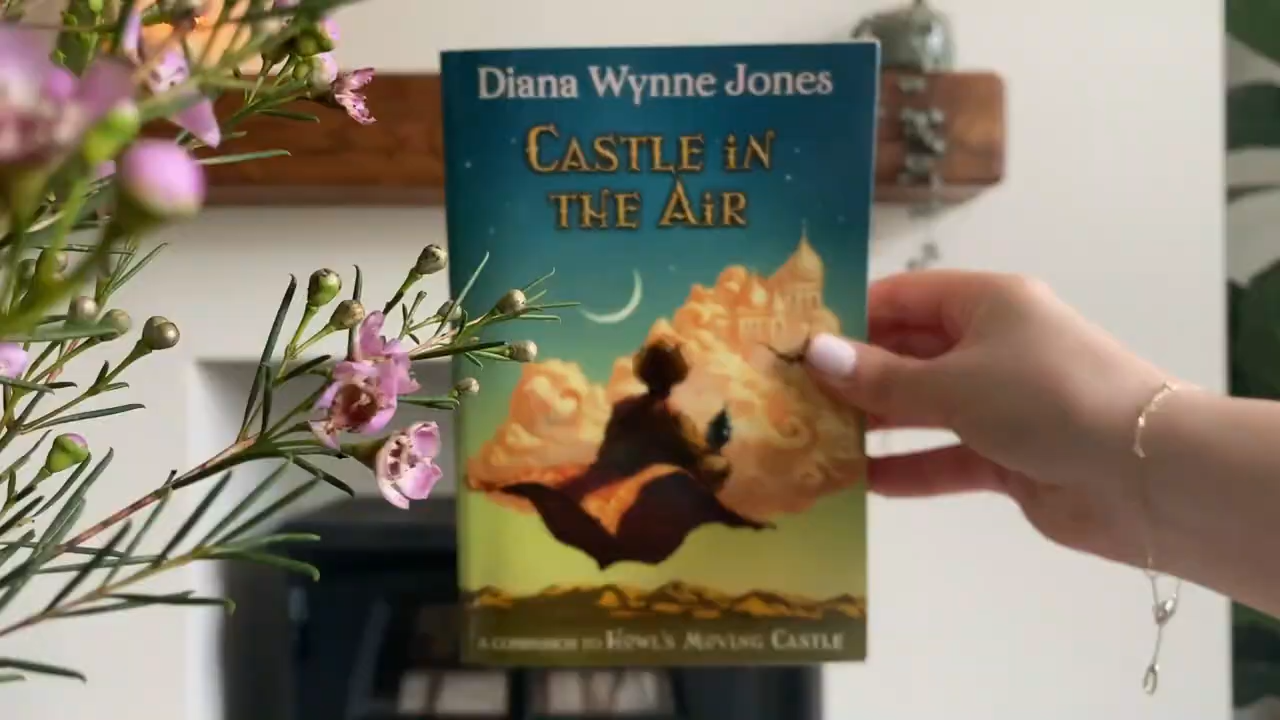 Diana Wynne Jones
CASTLE iN
THE AiR
A COMPANION TO HOWL'S MOVING CASTLE